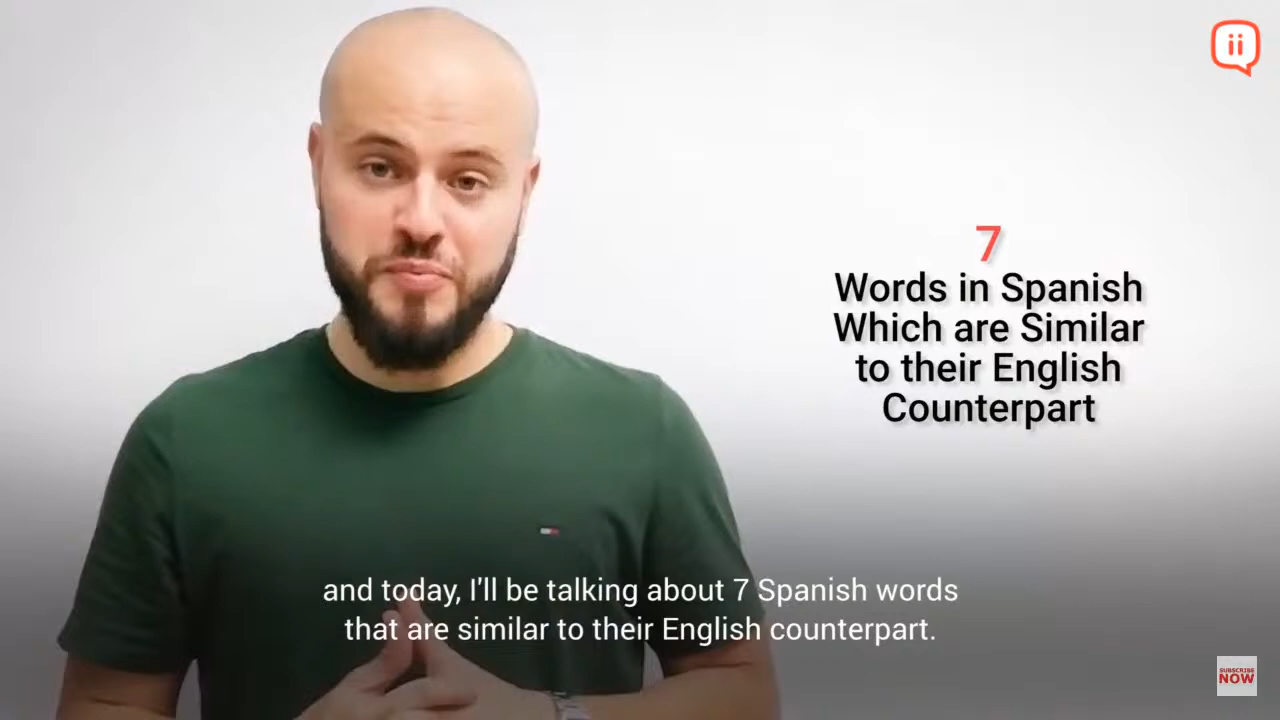 7
Words in Spanish
Which are Similar
to their English
Counterpart
and today, I'll be talking about 7 Spanish words
that are similar to their English counterpart.
SUBSCRIBE
NOW